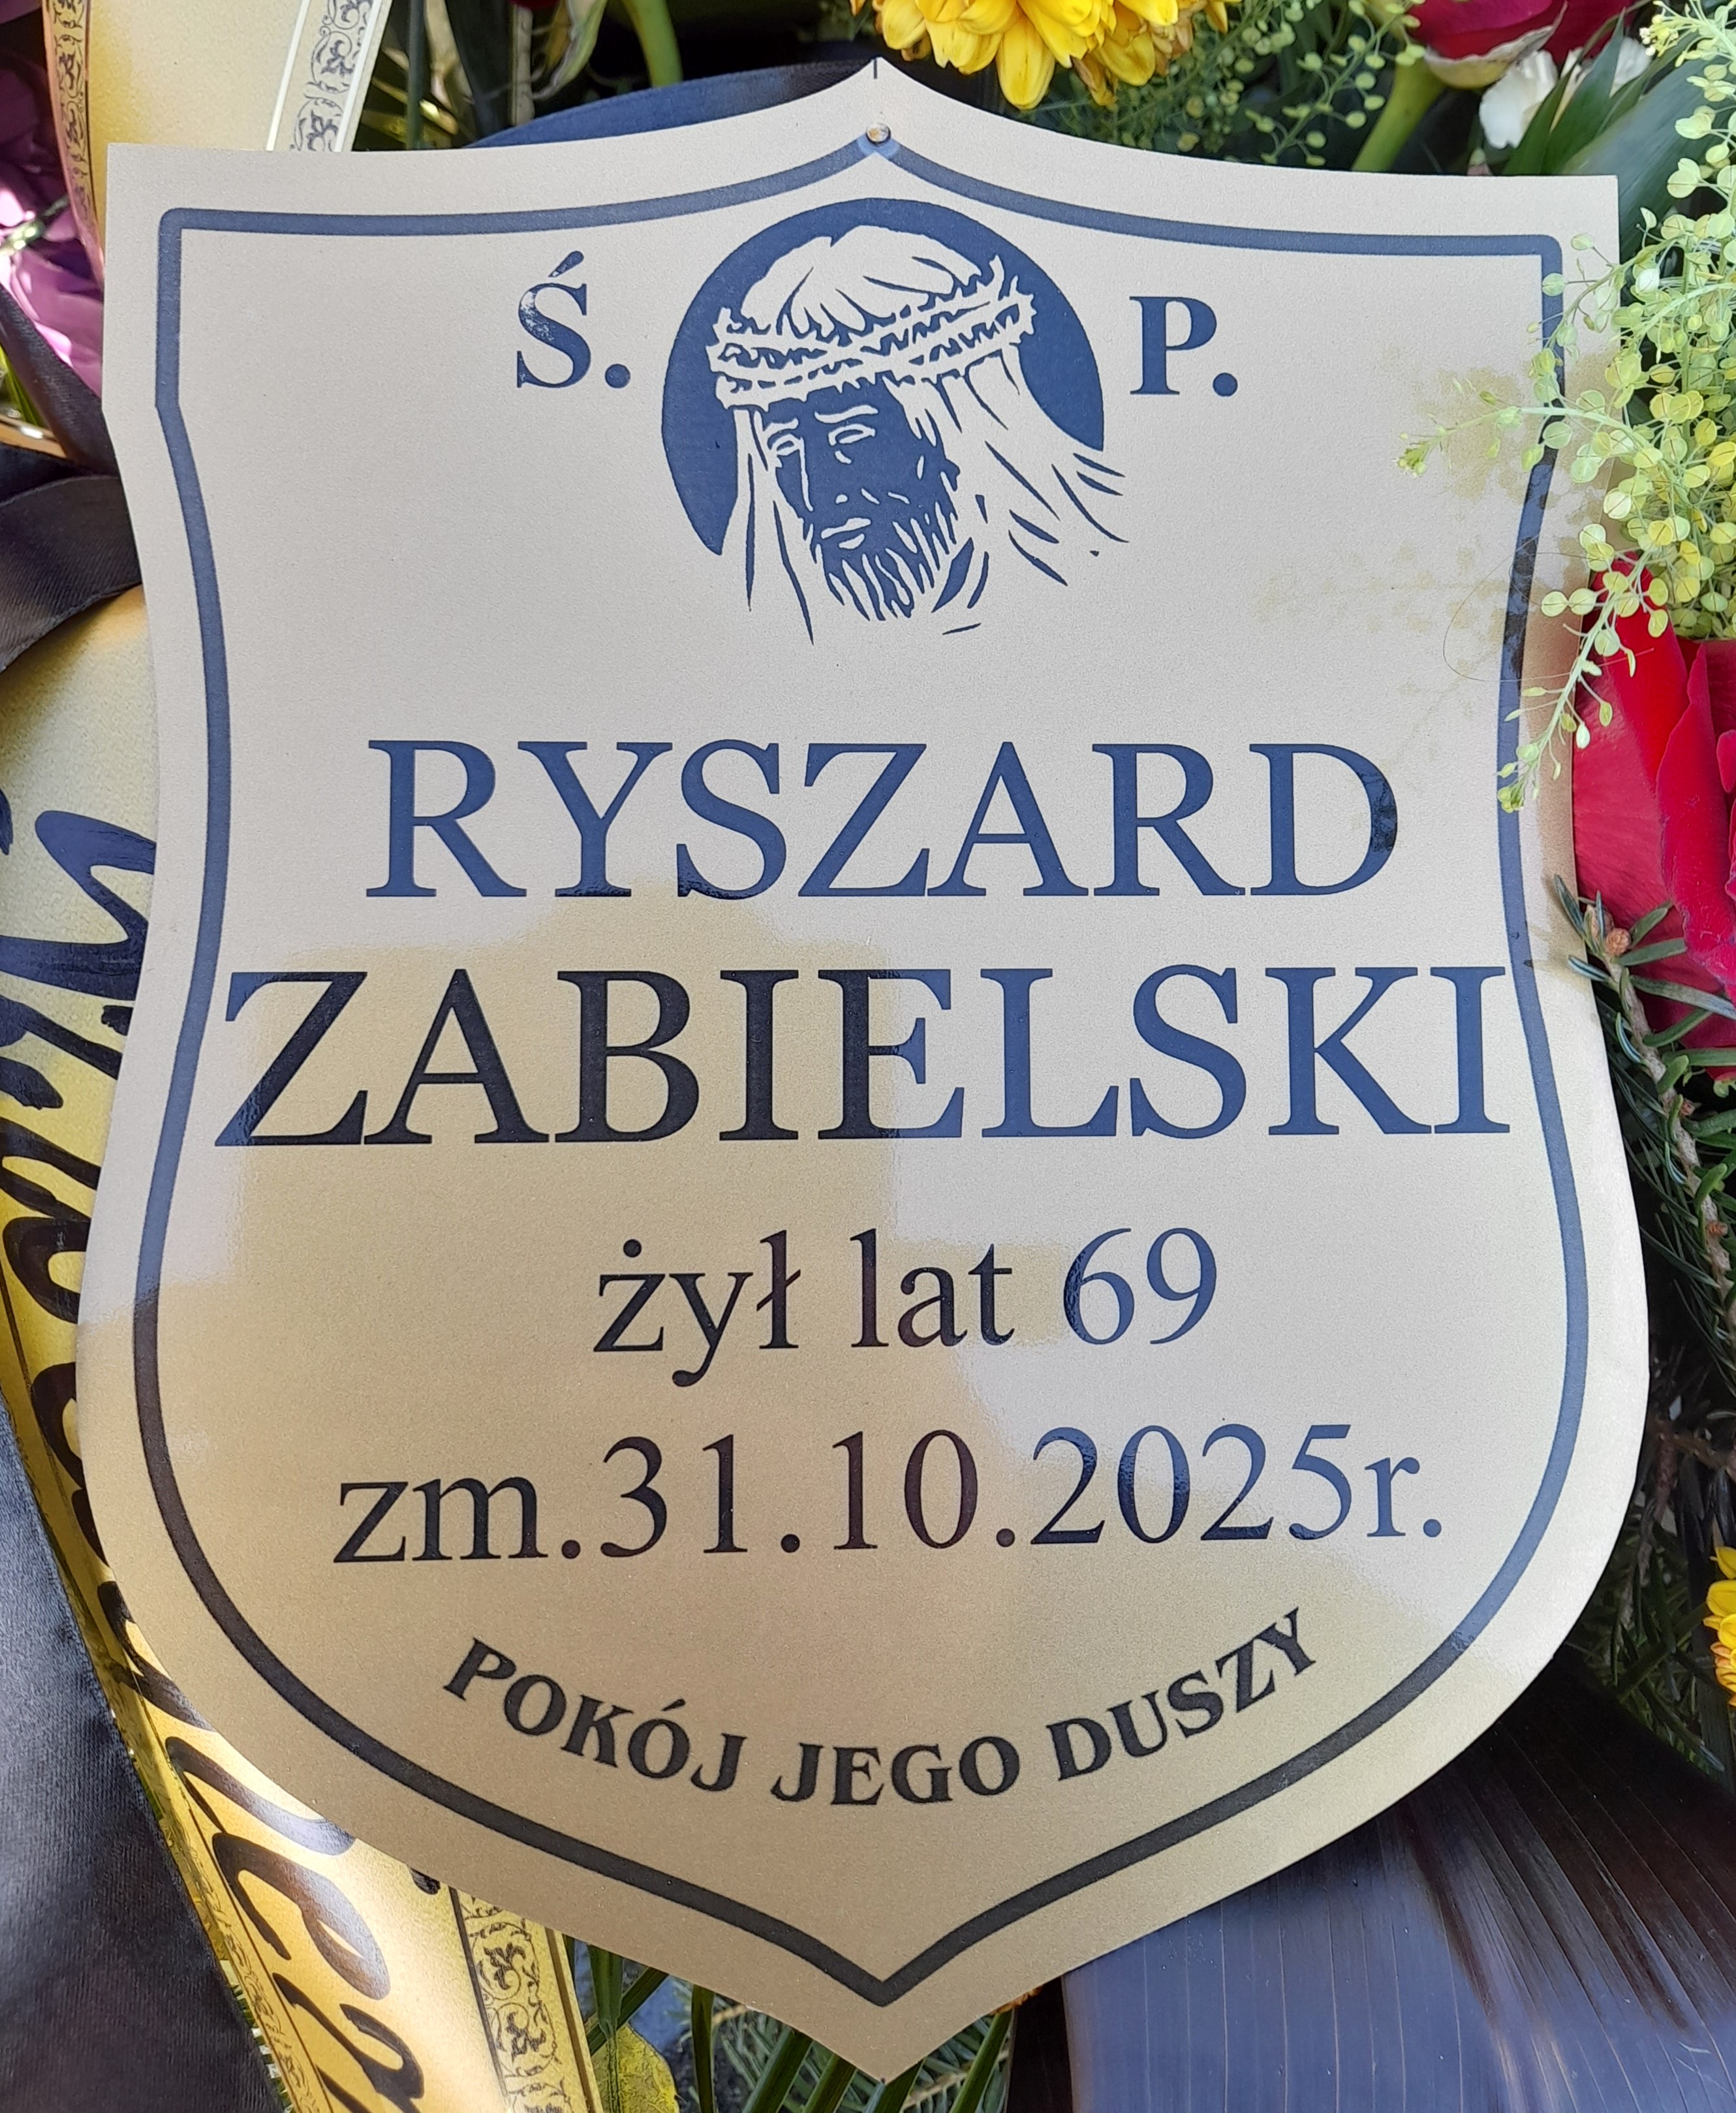 Ś. P.
RYSZARD
ZABIELSKI
żył lat 69
zm.31.10.2025r.
POKÓJ JEGO DUSZY